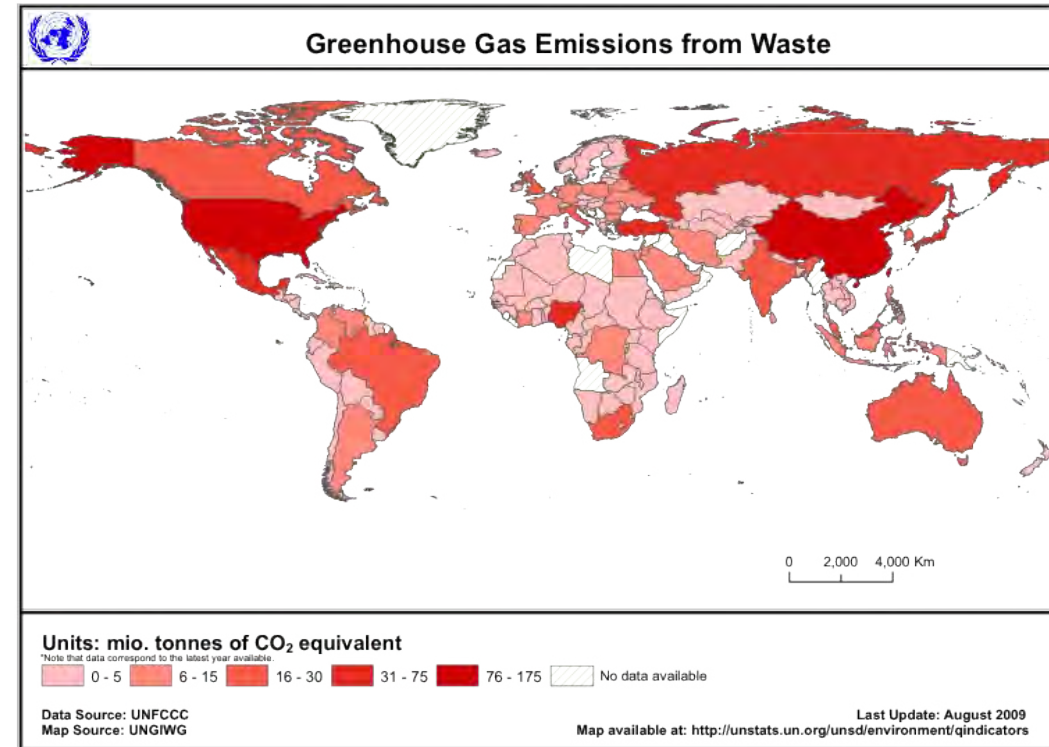 Greenhouse Gas Emissions from Waste
0 2,000 4,000 Km
Units: mio. tonnes of CO₂ equivalent
*Note that data correspond to the latest year available.
0 - 5 6 - 15 16 - 30 31 - 75 76 - 175 No data available
Data Source: UNFCCC
Map Source: UNGIWG
Last Update: August 2009
Map available at: http://unstats.un.org/unsd/environment/qindicators